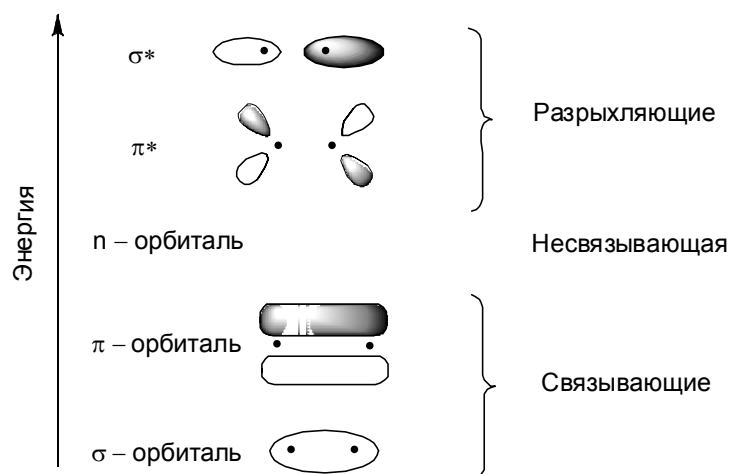 σ*
Разрыхляющие
π*
Энергия
n – орбиталь
Несвязывающая
π – орбиталь
Связывающие
σ – орбиталь